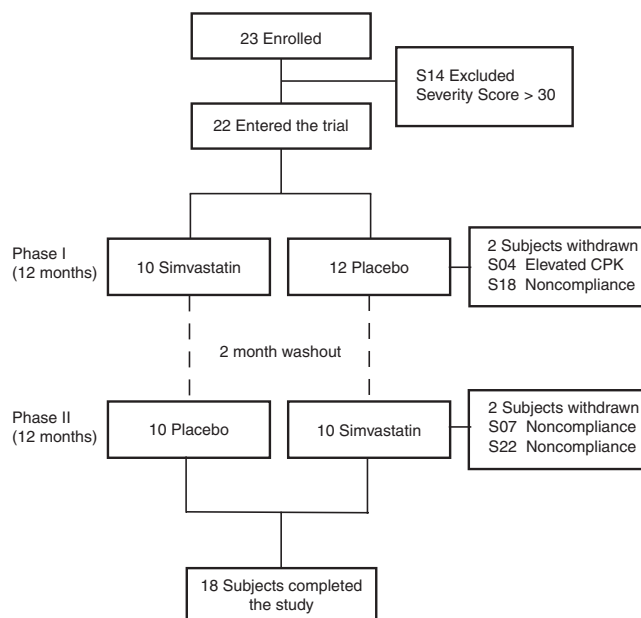 23 Enrolled
S14 Excluded
Severity Score > 30
22 Entered the trial
Phase I
(12 months)
10 Simvastatin
12 Placebo
2 Subjects withdrawn
S04 Elevated CPK
S18 Noncompliance
2 month washout
Phase II
(12 months)
10 Placebo
10 Simvastatin
2 Subjects withdrawn
S07 Noncompliance
S22 Noncompliance
18 Subjects completed
the study